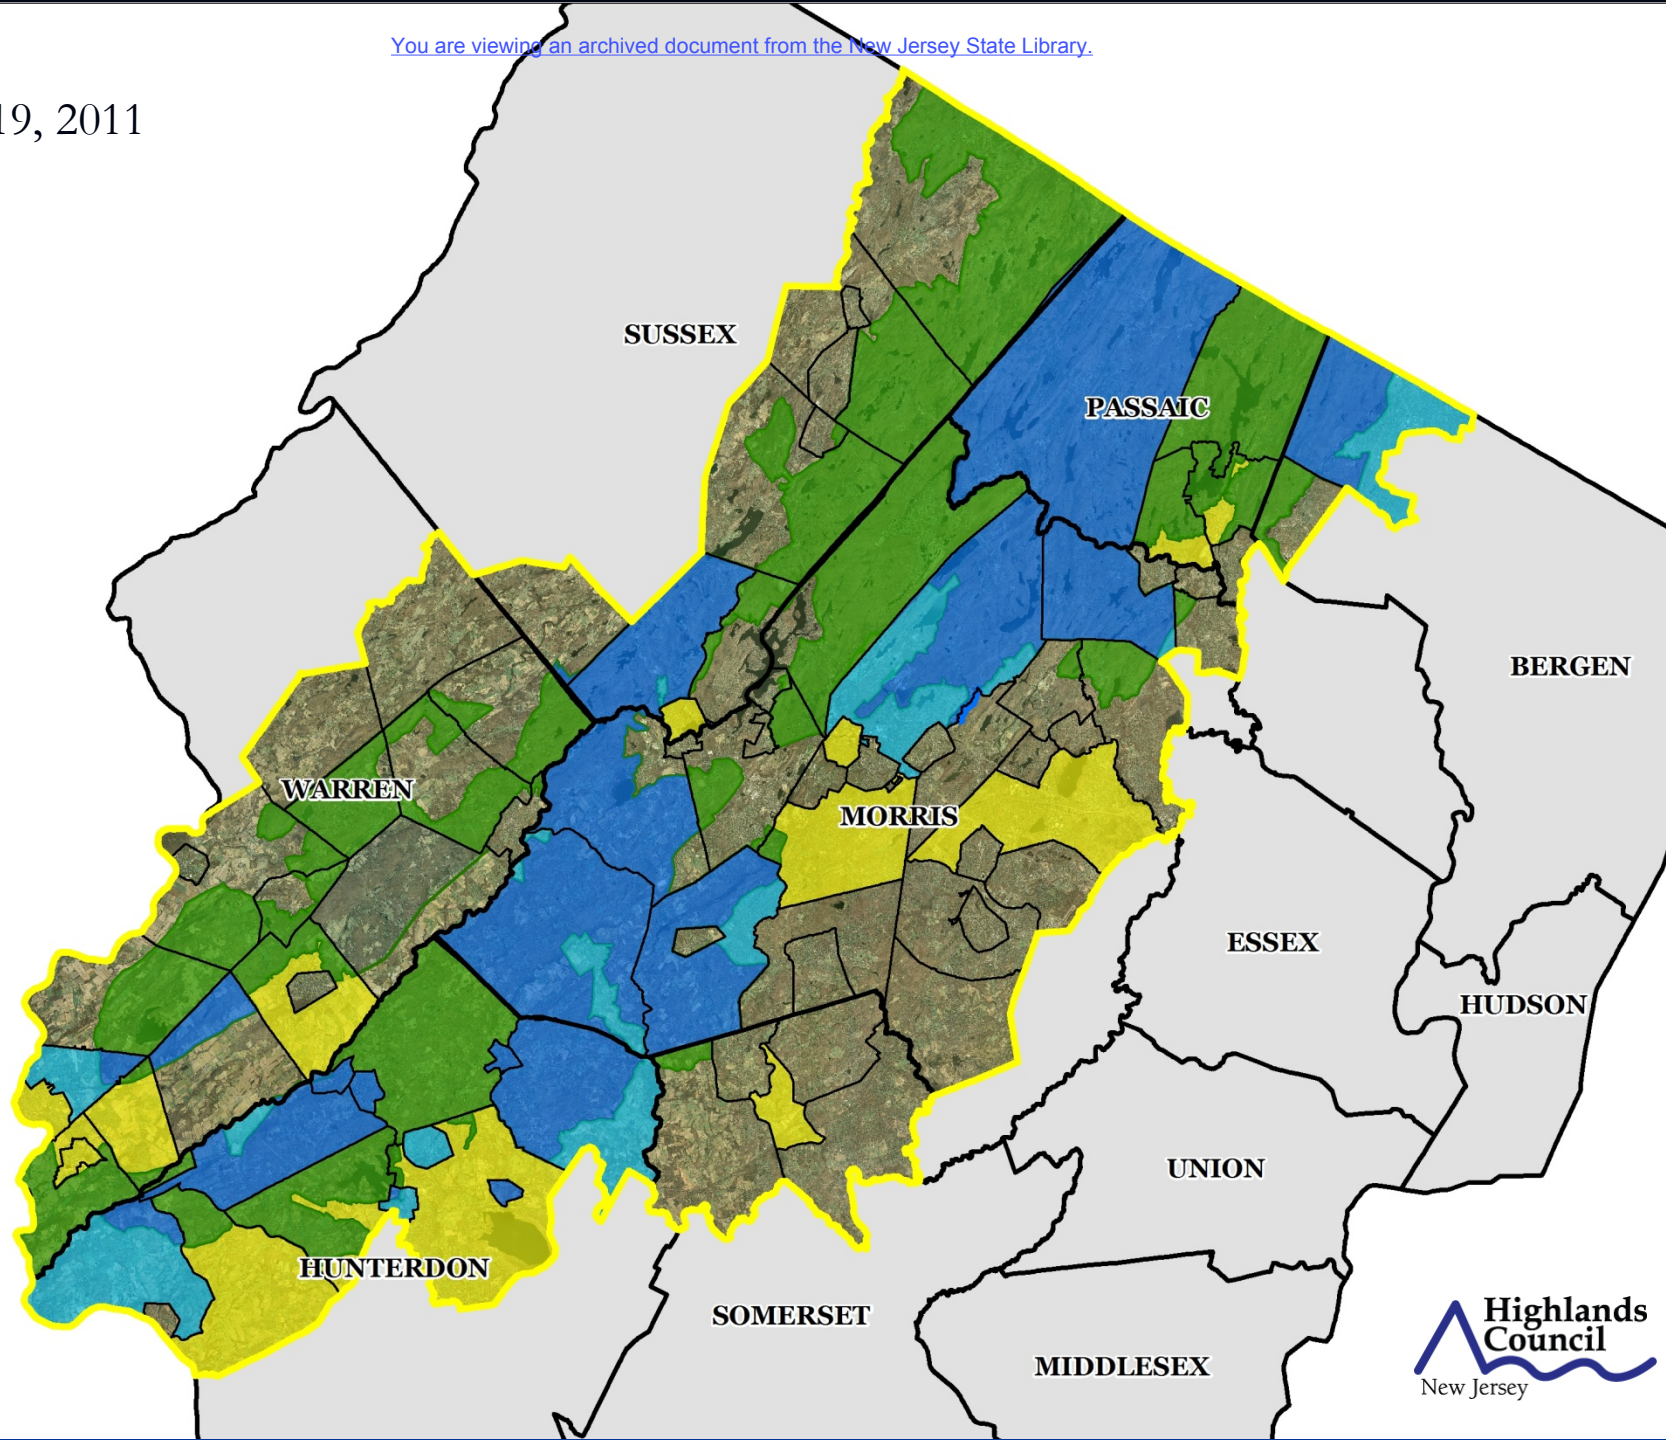 You are viewing an archived document from the New Jersey State Library.
19, 2011
SUSSEX
PASSAIC
BERGEN
WARREN
MORRIS
ESSEX
HUDSON
UNION
HUNTERDON
SOMERSET
MIDDLESEX
Highlands
Council
New Jersey